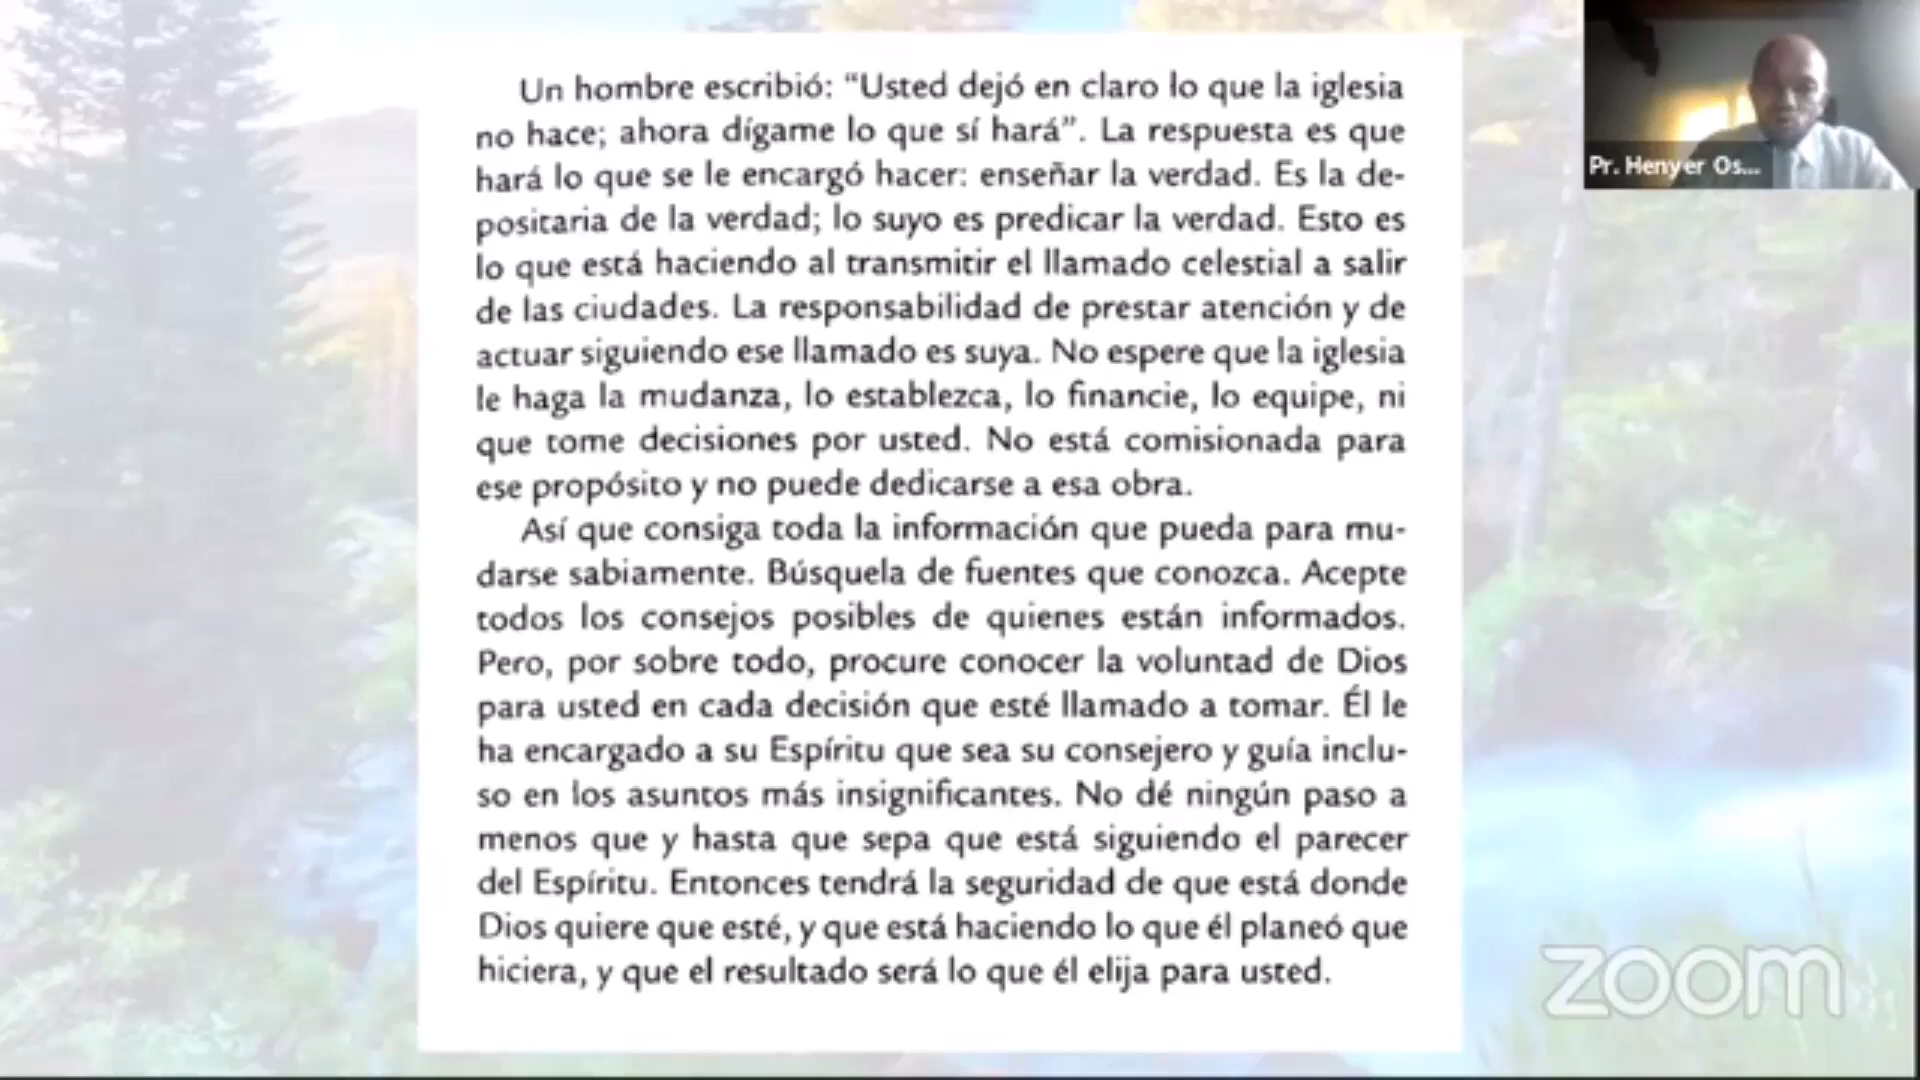 Un hombre escribió: “Usted dejó en claro lo que la iglesia
no hace; ahora dígame lo que sí hará”. La respuesta es que
hará lo que se le encargó hacer: enseñar la verdad. Es la de-
positaria de la verdad; lo suyo es predicar la verdad. Esto es
lo que está haciendo al transmitir el llamado celestial a salir
de las ciudades. La responsabilidad de prestar atención y de
actuar siguiendo ese llamado es suya. No espere que la iglesia
le haga la mudanza, lo establezca, lo financie, lo equipe, ni
que tome decisiones por usted. No está comisionada para
ese propósito y no puede dedicarse a esa obra.
Así que consiga toda la información que pueda para mu-
darse sabiamente. Búsquela de fuentes que conozca. Acepte
todos los consejos posibles de quienes están informados.
Pero, por sobre todo, procure conocer la voluntad de Dios
para usted en cada decisión que esté llamado a tomar. Él le
ha encargado a su Espíritu que sea su consejero y guía inclu-
so en los asuntos más insignificantes. No dé ningún paso a
menos que y hasta que sepa que está siguiendo el parecer
del Espíritu. Entonces tendrá la seguridad de que está donde
Dios quiere que esté, y que está haciendo lo que él planeó que
hiciera, y que el resultado será lo que él elija para usted.
Pr. Henyer Os...
zoom